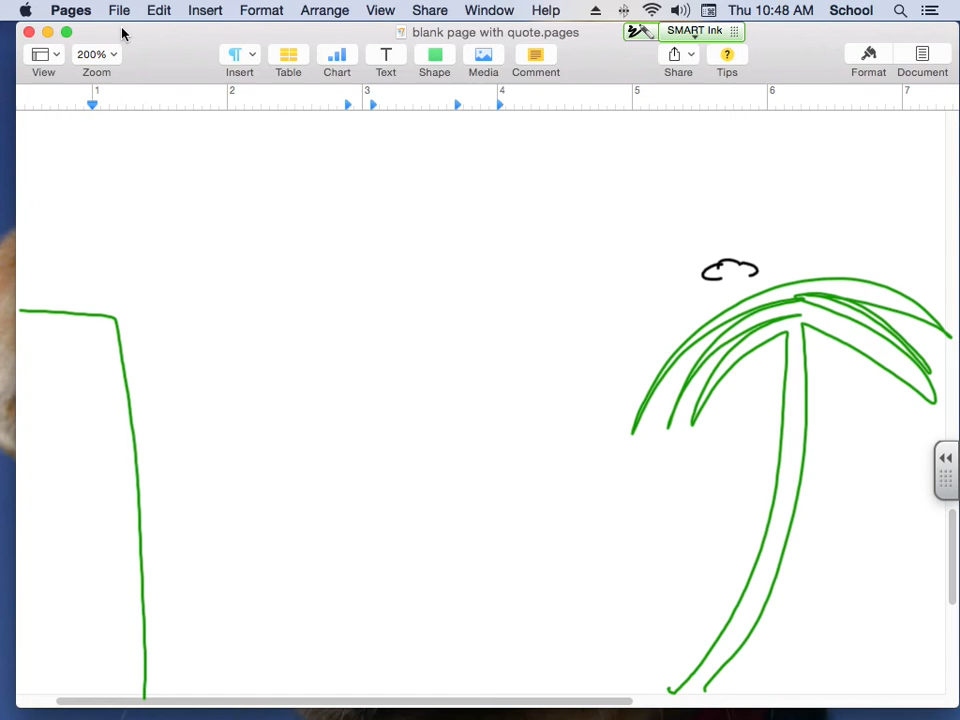 Pages File Edit Insert Format Arrange View Share Window Help Thu 10:48 AM School
blank page with quote.pages SMART Ink
200% ?
View Zoom Insert Table Chart Text Shape Media Comment Share Tips Format Document
1 2 3 4 5 6 7